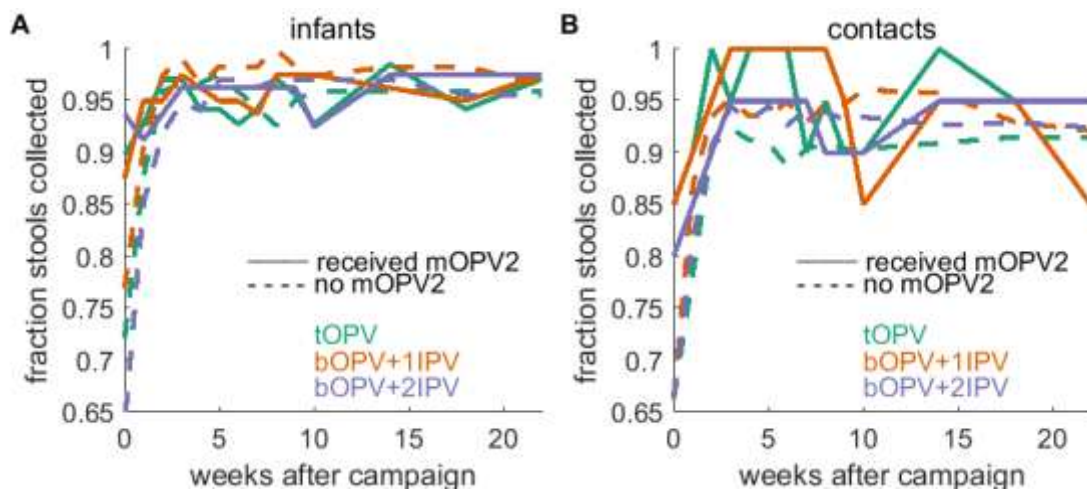 A
infants
fraction stools collected
1
0.95
0.9
0.85
0.8
0.75
0.7
0.65
received mOPV2
no mOPV2
tOPV
bOPV+1IPV
bOPV+2IPV
0 5 10 15 20
weeks after campaign
B
contacts
fraction stools collected
1
0.95
0.9
0.85
0.8
0.75
0.7
0.65
received mOPV2
no mOPV2
tOPV
bOPV+1IPV
bOPV+2IPV
0 5 10 15 20
weeks after campaign